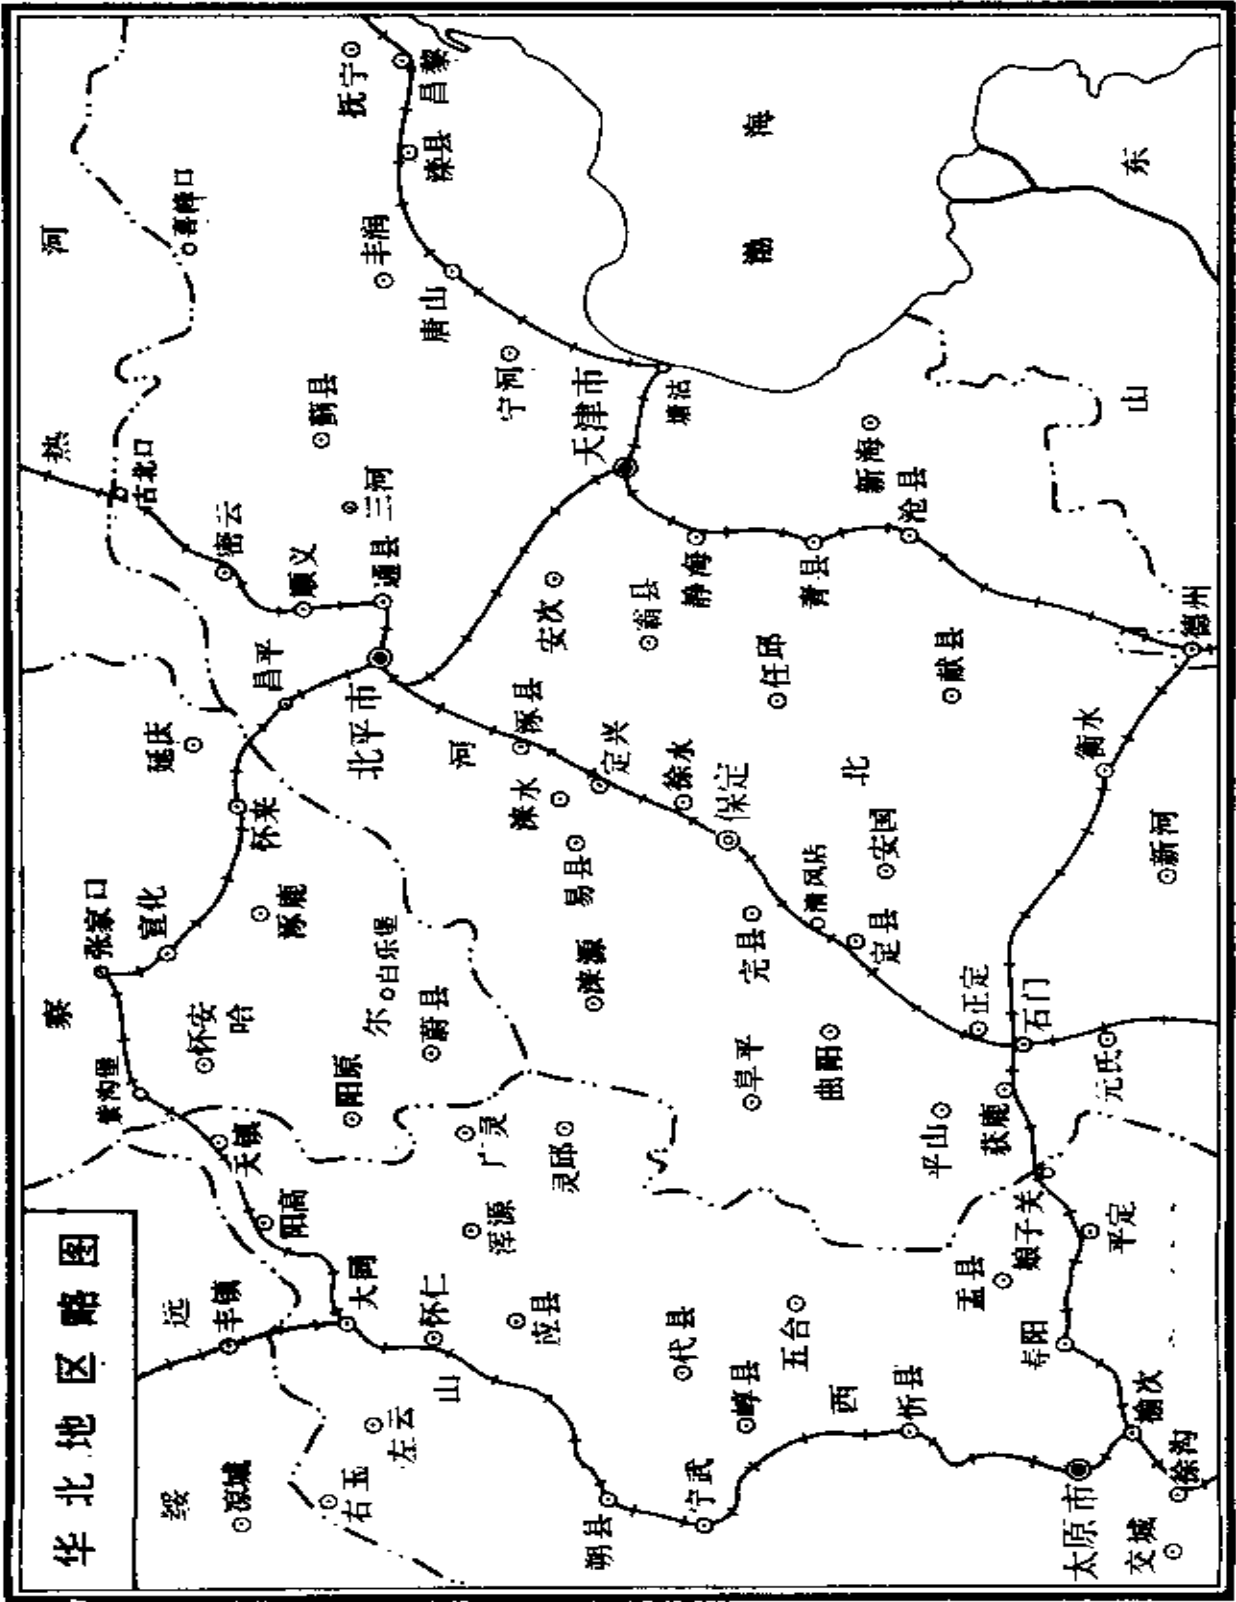 华北地区略图
热河
察哈尔
绥远
河北
山西
山东
渤海
抚宁
昌黎
滦县
喜峰口
丰润
唐山
宁河
蓟县
古北口
密云
三河
顺义
通县
天津市
塘沽
新海
沧县
静海
青县
安次
霸县
任邱
献县
德州
昌平
北平市
延庆
怀来
涿县
涞水
定兴
徐水
保定
易县
安国
衡水
新河
张家口
宣化
涿鹿
白乐堡
涞源
完县
清风店
定县
正定
石门
怀安
蔚县
阳原
柴沟堡
天镇
阳高
广灵
灵邱
阜平
曲阳
平山
获鹿
元氏
浑源
娘子关
平定
盂县
丰镇
大同
怀仁
应县
代县
五台
崞县
寿阳
榆次
凉城
右玉
左云
朔县
宁武
忻县
太原市
徐沟
交城